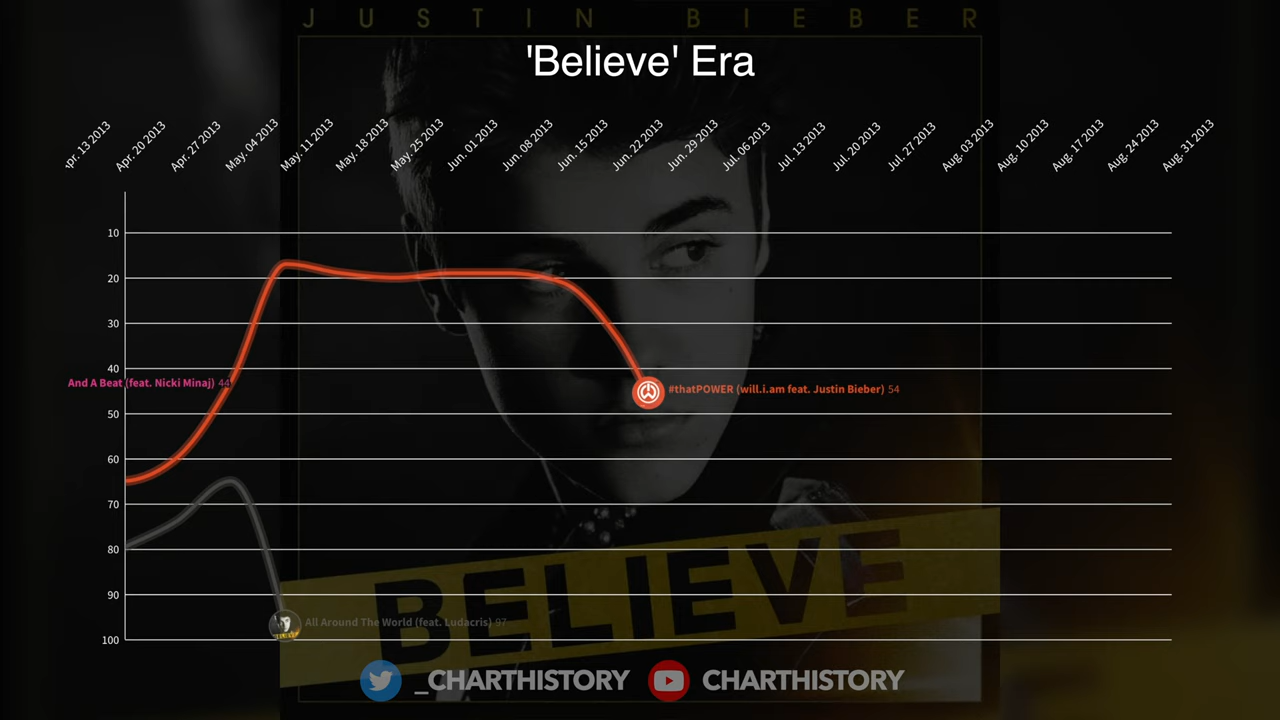 JUSTIN BIEBER
'Believe' Era
pr. 13 2013
Apr. 20 2013
Apr. 27 2013
May. 04 2013
May. 11 2013
May. 18 2013
May. 25 2013
Jun. 01 2013
Jun. 08 2013
Jun. 15 2013
Jun. 22 2013
Jun. 29 2013
Jul. 06 2013
Jul. 13 2013
Jul. 20 2013
Jul. 27 2013
Aug. 03 2013
Aug. 10 2013
Aug. 17 2013
Aug. 24 2013
Aug. 31 2013
10
20
30
40
And A Beat (feat. Nicki Minaj) 44
#thatPOWER (will.i.am feat. Justin Bieber) 54
50
60
70
80
90
All Around The World (feat. Ludacris) 97
100
BELIEVE
_CHARTHISTORY
CHARTHISTORY